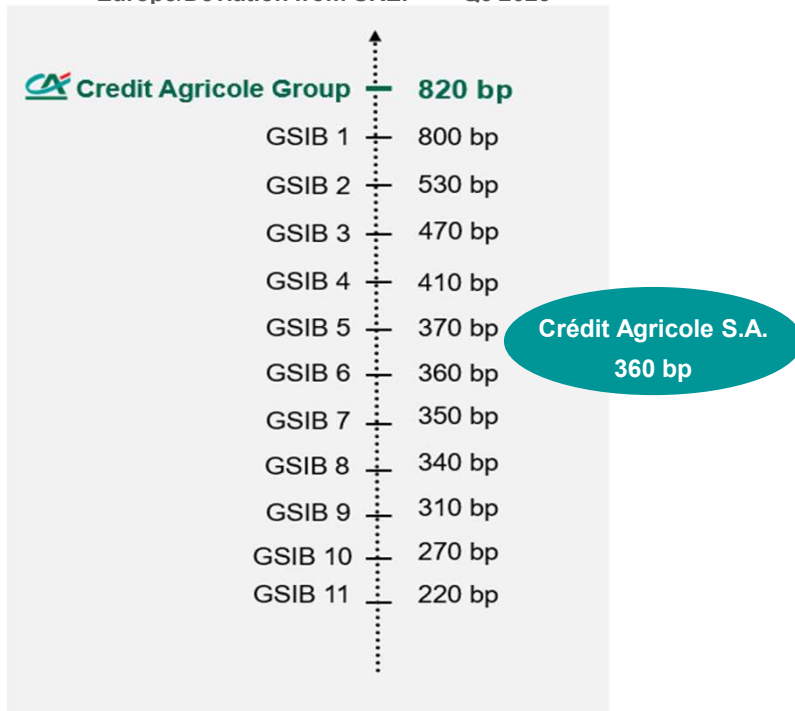 Credit Agricole Group 820 bp
GSIB 1 800 bp
GSIB 2 530 bp
GSIB 3 470 bp
GSIB 4 410 bp
GSIB 5 370 bp
GSIB 6 360 bp
GSIB 7 350 bp
GSIB 8 340 bp
GSIB 9 310 bp
GSIB 10 270 bp
GSIB 11 220 bp
Crédit Agricole S.A.
360 bp